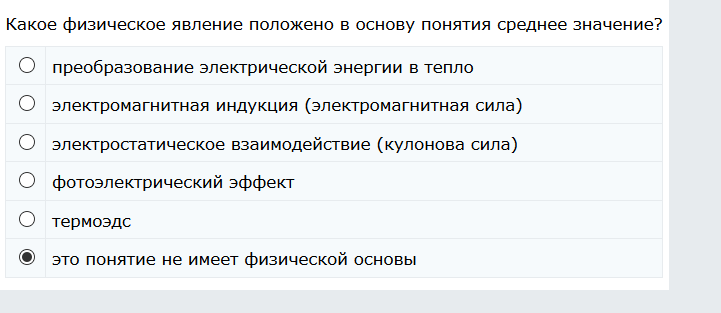 Какое физическое явление положено в основу понятия среднее значение?
преобразование электрической энергии в тепло
электромагнитная индукция (электромагнитная сила)
электростатическое взаимодействие (кулонова сила)
фотоэлектрический эффект
термоэдс
это понятие не имеет физической основы